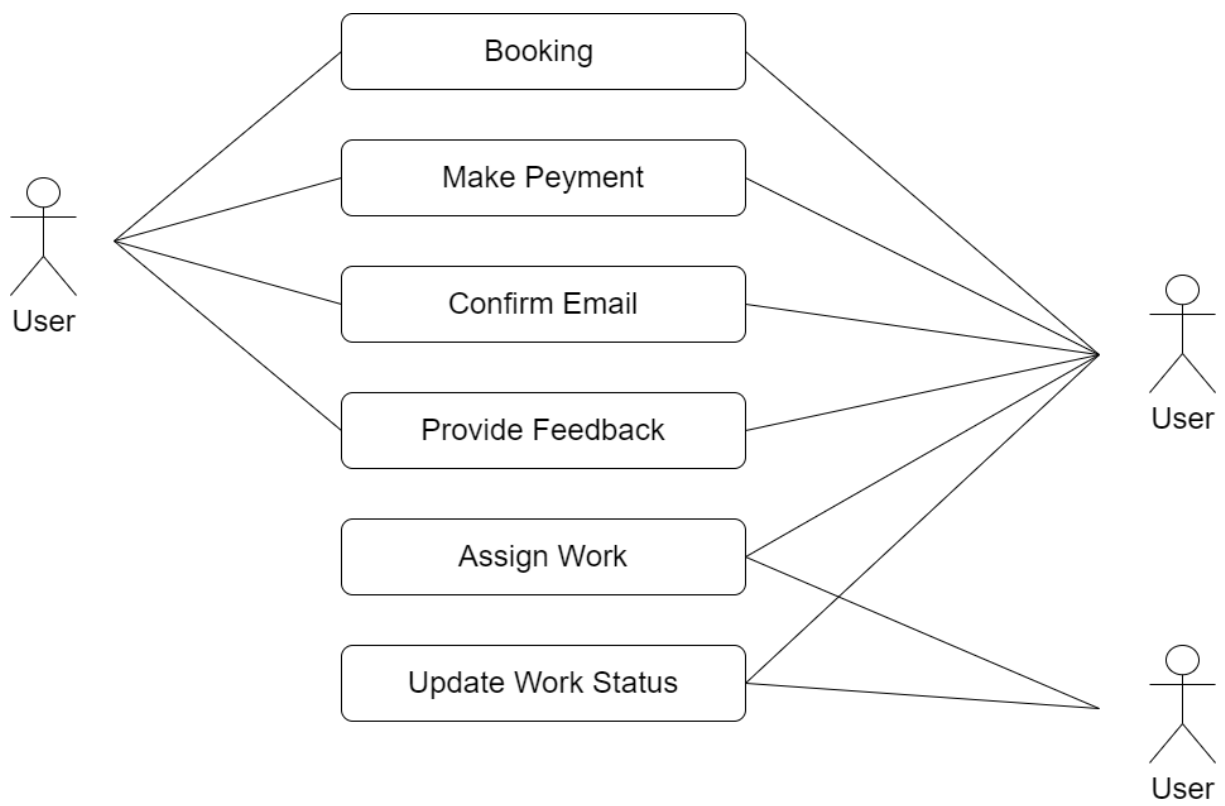 Booking
Make Peyment
User
Confirm Email
User
Provide Feedback
Assign Work
Update Work Status
User